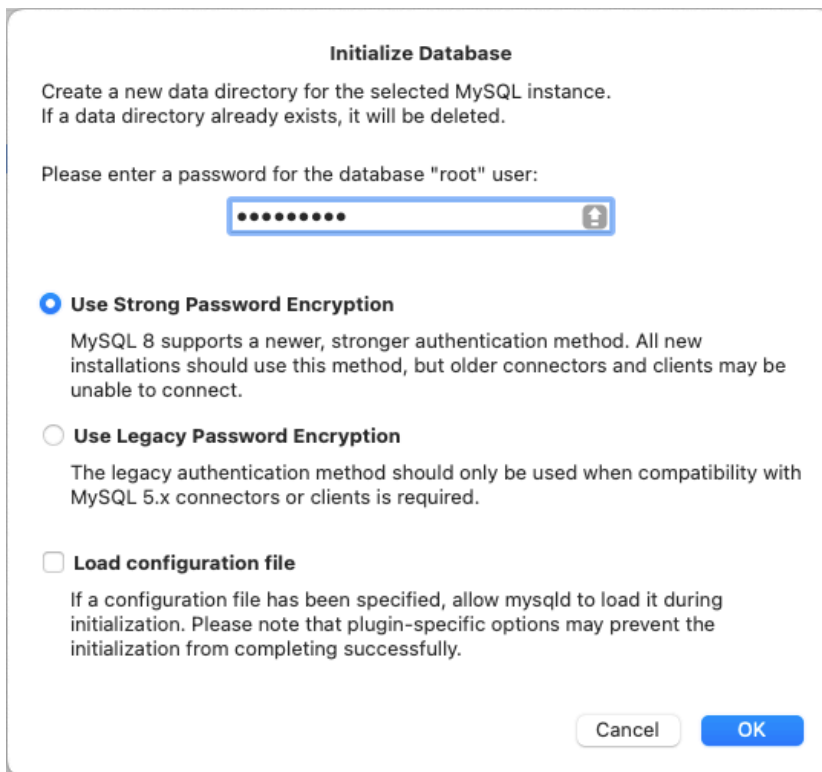 Initialize Database
Create a new data directory for the selected MySQL instance.
If a data directory already exists, it will be deleted.
Please enter a password for the database "root" user:
•••••••••
Use Strong Password Encryption
MySQL 8 supports a newer, stronger authentication method. All new
installations should use this method, but older connectors and clients may be
unable to connect.
Use Legacy Password Encryption
The legacy authentication method should only be used when compatibility with
MySQL 5.x connectors or clients is required.
Load configuration file
If a configuration file has been specified, allow mysqld to load it during
initialization. Please note that plugin-specific options may prevent the
initialization from completing successfully.
Cancel OK